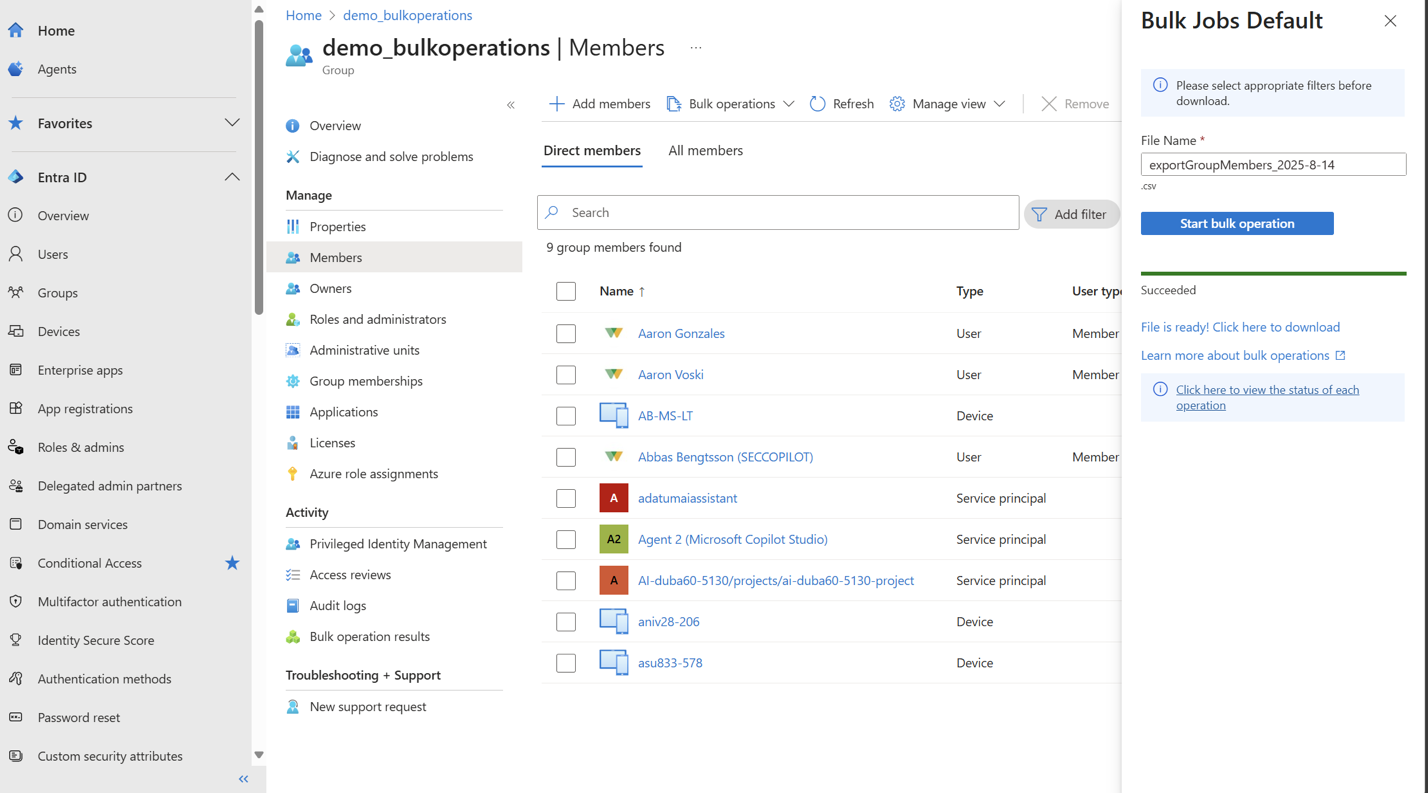 Home
Agents
Favorites
Entra ID
Overview
Users
Groups
Devices
Enterprise apps
App registrations
Roles & admins
Delegated admin partners
Domain services
Conditional Access
Multifactor authentication
Identity Secure Score
Authentication methods
Password reset
Custom security attributes
«
Home > demo_bulkoperations
demo_bulkoperations | Members ...
Group
«
Overview
Diagnose and solve problems
Manage
Properties
Members
Owners
Roles and administrators
Administrative units
Group memberships
Applications
Licenses
Azure role assignments
Activity
Privileged Identity Management
Access reviews
Audit logs
Bulk operation results
Troubleshooting + Support
New support request
Add members Bulk operations Refresh Manage view Remove
Direct members All members
Search Add filter
9 group members found
Name ↑ Type User type
Aaron Gonzales User Member
Aaron Voski User Member
AB-MS-LT Device
Abbas Bengtsson (SECCOPILOT) User Member
A adatumaiassistant Service principal
A2 Agent 2 (Microsoft Copilot Studio) Service principal
A AI-duba60-5130/projects/ai-duba60-5130-project Service principal
aniv28-206 Device
asu833-578 Device
Bulk Jobs Default
Please select appropriate filters before
download.
File Name *
exportGroupMembers_2025-8-14
.csv
Start bulk operation
Succeeded
File is ready! Click here to download
Learn more about bulk operations
Click here to view the status of each
operation